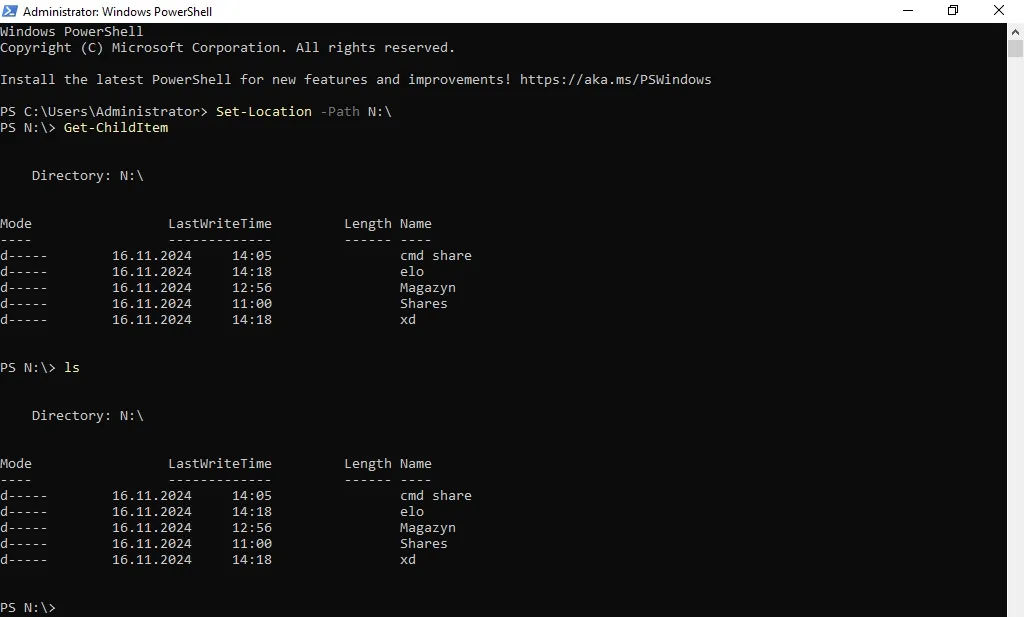 Administrator: Windows PowerShell
Windows PowerShell
Copyright (C) Microsoft Corporation. All rights reserved.
Install the latest PowerShell for new features and improvements! https://aka.ms/PSWindows
PS C:\Users\Administrator> Set-Location -Path N:\
PS N:\> Get-ChildItem
    Directory: N:\
Mode                 LastWriteTime         Length Name
----                 -------------         ------ ----
d-----        16.11.2024     14:05                cmd share
d-----        16.11.2024     14:18                elo
d-----        16.11.2024     12:56                Magazyn
d-----        16.11.2024     11:00                Shares
d-----        16.11.2024     14:18                xd
PS N:\> ls
    Directory: N:\
Mode                 LastWriteTime         Length Name
----                 -------------         ------ ----
d-----        16.11.2024     14:05                cmd share
d-----        16.11.2024     14:18                elo
d-----        16.11.2024     12:56                Magazyn
d-----        16.11.2024     11:00                Shares
d-----        16.11.2024     14:18                xd
PS N:\>